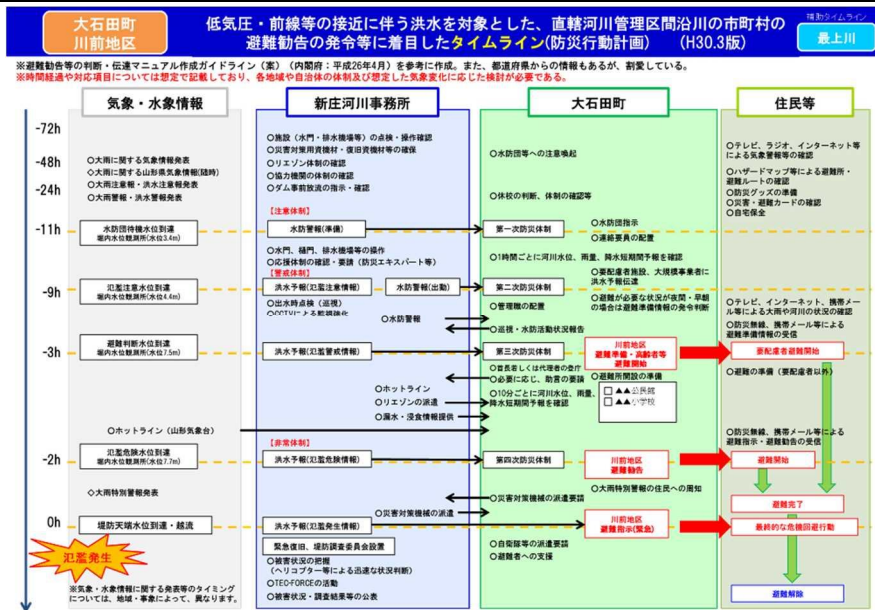 大石田町
川前地区
低気圧・前線等の接近に伴う洪水を対象とした、直轄河川管理区間沿川の市町村の
避難勧告の発令等に着目したタイムライン(防災行動計画) (H30.3版)
補助タイムライン
最上川
※避難勧告等の判断・伝達マニュアル作成ガイドライン(案)(内閣府:平成26年4月)を参考に作成。また、都道府県からの情報もあるが、割愛している。
※時間経過や対応項目については想定で記載しており、各地域や自治体の体制及び想定した気象変化に応じた検討が必要である。
気象・水象情報
新庄河川事務所
大石田町
住民等
-72h
-48h
-24h
-11h
-9h
-3h
-2h
0h
○大雨に関する気象情報発表
○大雨に関する山形県気象情報(随時)
○大雨注意報・洪水注意報発表
○大雨警報・洪水警報発表
水防団待機水位到達
堀内水位観測所(水位3.4m)
氾濫注意水位到達
堀内水位観測所(水位4.4m)
避難判断水位到達
堀内水位観測所(水位7.5m)
○ホットライン(山形気象台)
氾濫危険水位到達
堀内水位観測所(水位7.7m)
◇大雨特別警報発表
堤防天端水位到達・越流
氾濫発生
※気象・水象情報に関する発表等のタイミング
については、地域・事象によって、異なります。
○施設(水門・排水機場等)の点検・操作確認
○災害対策用資機材・復旧資機材等の確保
○リエゾン体制の確認
○協力機関の体制の確認
○ダム事前放流の指示・確認
【注意体制】
水防警報(準備)
○水門、樋門、排水機場等の操作
○応援体制の確認・要請(防災エキスパート等)
【警戒体制】
洪水予報(氾濫注意情報)
水防警報(出動)
○出水時点検(巡視)
○CCTVによる監視強化
○水防警報
洪水予報(氾濫警戒情報)
○ホットライン
○リエゾンの派遣
○漏水・浸食情報提供
【非常体制】
洪水予報(氾濫危険情報)
○災害対策機械の派遣
洪水予報(氾濫発生情報)
緊急復旧、堤防調査委員会設置
○被害状況の把握
(ヘリコプター等による迅速な状況判断)
○TEC-FORCEの活動
○被害状況・調査結果等の公表
○水防団等への注意喚起
○休校の判断、体制の確認等
第一次防災体制
○水防団指示
○連絡要員の配置
○1時間ごとに河川水位、雨量、降水短期間予報を確認
第二次防災体制
○要配慮者施設、大規模事業者に
洪水予報伝達
○管理職の配置
○避難が必要な状況が夜間・早朝
の場合は避難準備情報の発令判断
○巡視・水防活動状況報告
第三次防災体制
川前地区
避難準備・高齢者等
避難開始
○首長若しくは代理者の登庁
○必要に応じ、助言の要請
○避難所開設の準備
○10分ごとに河川水位、雨量、
降水短期間予報を確認
□ ▲▲公民館
□ ▲▲小学校
第四次防災体制
川前地区
避難勧告
○大雨特別警報の住民への周知
○災害対策機械の派遣要請
川前地区
避難指示(緊急)
○自衛隊等の派遣要請
○避難者への支援
○テレビ、ラジオ、インターネット等
による気象警報等の確認
○ハザードマップ等による避難所・
避難ルートの確認
○防災グッズの準備
○災害・避難カードの確認
○自宅保全
○テレビ、インターネット、携帯メー
ル等による大雨や河川の状況の確認
○防災無線、携帯メール等による
避難準備情報の受信
要配慮者避難開始
○避難の準備(要配慮者以外)
○防災無線、携帯メール等による
避難指示・避難勧告の受信
避難開始
避難完了
最終的な危機回避行動
避難解除